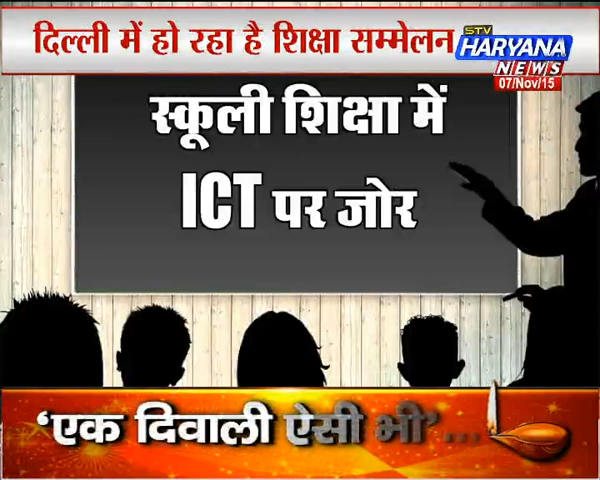 दिल्ली में हो रहा है शिक्षा सम्मेलन
STV
HARYANA
NEWS
07/Nov/15
स्कूली शिक्षा में
ICT पर जोर
‘एक दिवाली ऐसी भी’...